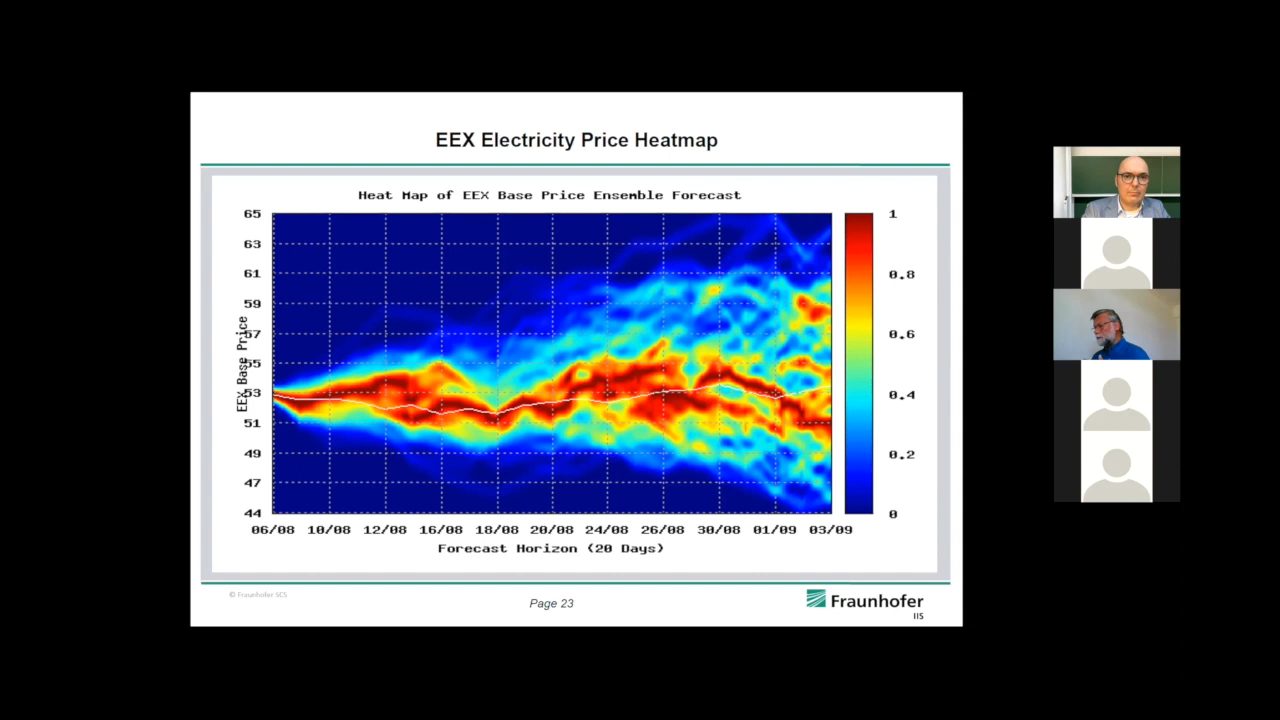 EEX Electricity Price Heatmap
Heat Map of EEX Base Price Ensemble Forecast
EEX Base Price
65
63
61
59
57
55
53
51
49
47
44
06/08 10/08 12/08 16/08 18/08 20/08 24/08 26/08 30/08 01/09 03/09
Forecast Horizon (20 Days)
1
0.8
0.6
0.4
0.2
0
© Fraunhofer SCS
Page 23
Fraunhofer
IIS